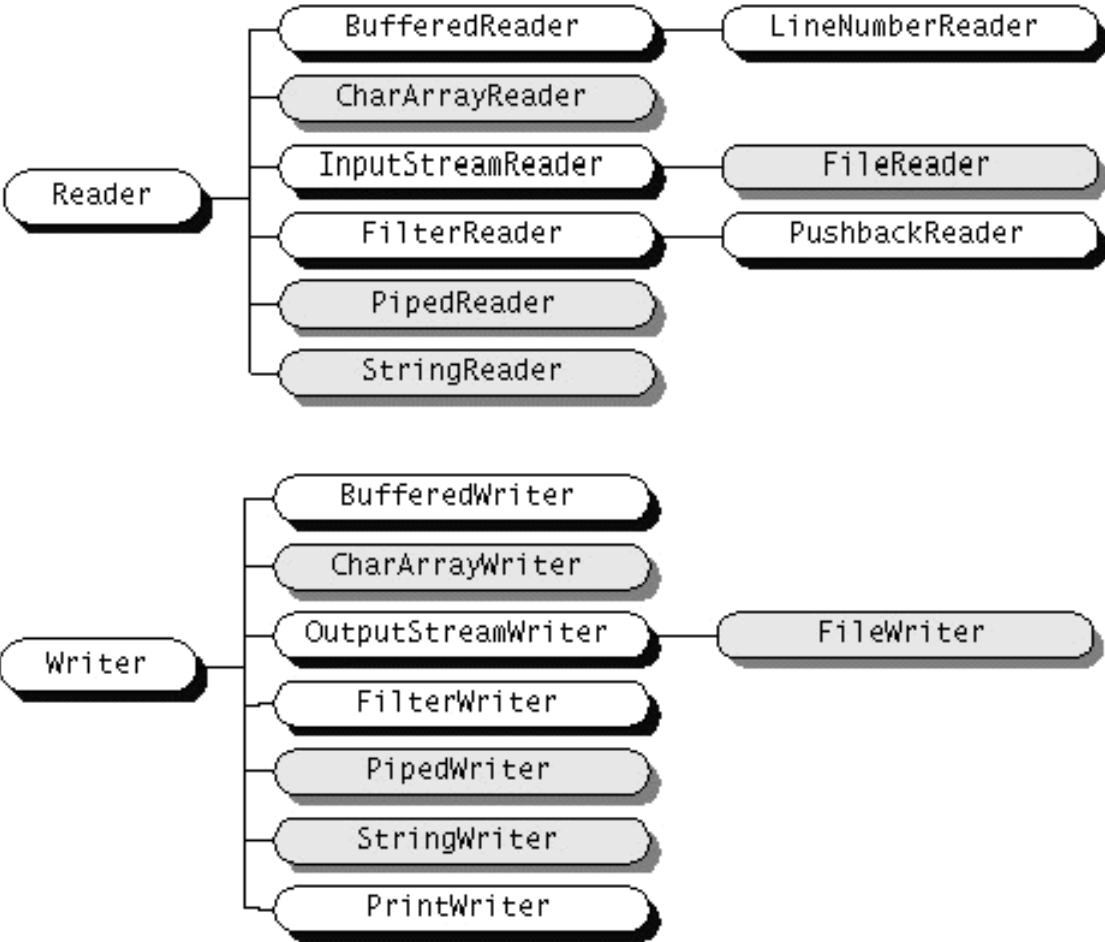 BufferedReader
LineNumberReader
CharArrayReader
InputStreamReader
FileReader
Reader
FilterReader
PushbackReader
PipedReader
StringReader
BufferedWriter
CharArrayWriter
OutputStreamWriter
FileWriter
Writer
FilterWriter
PipedWriter
StringWriter
PrintWriter